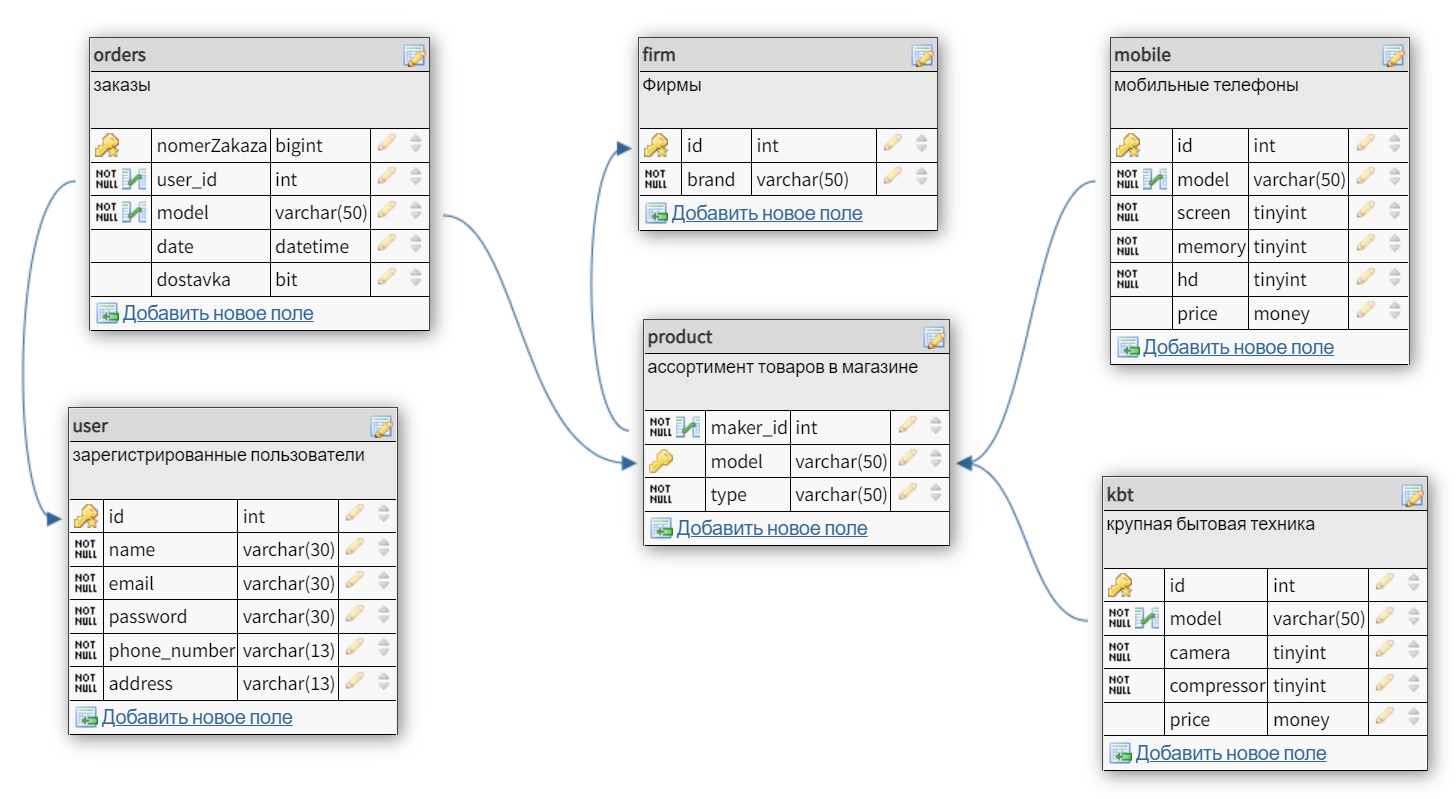 orders
заказы
nomerZakaza bigint
NOT NULL user_id int
NOT NULL model varchar(50)
date datetime
dostavka bit
Добавить новое поле
firm
Фирмы
id int
NOT NULL brand varchar(50)
Добавить новое поле
mobile
мобильные телефоны
id int
NOT NULL model varchar(50)
NOT NULL screen tinyint
NOT NULL memory tinyint
NOT NULL hd tinyint
price money
Добавить новое поле
product
ассортимент товаров в магазине
NOT NULL maker_id int
model varchar(50)
NOT NULL type varchar(50)
Добавить новое поле
user
зарегистрированные пользователи
id int
NOT NULL name varchar(30)
NOT NULL email varchar(30)
NOT NULL password varchar(30)
NOT NULL phone_number varchar(13)
NOT NULL address varchar(13)
Добавить новое поле
kbt
крупная бытовая техника
id int
NOT NULL model varchar(50)
NOT NULL camera tinyint
NOT NULL compressor tinyint
price money
Добавить новое поле